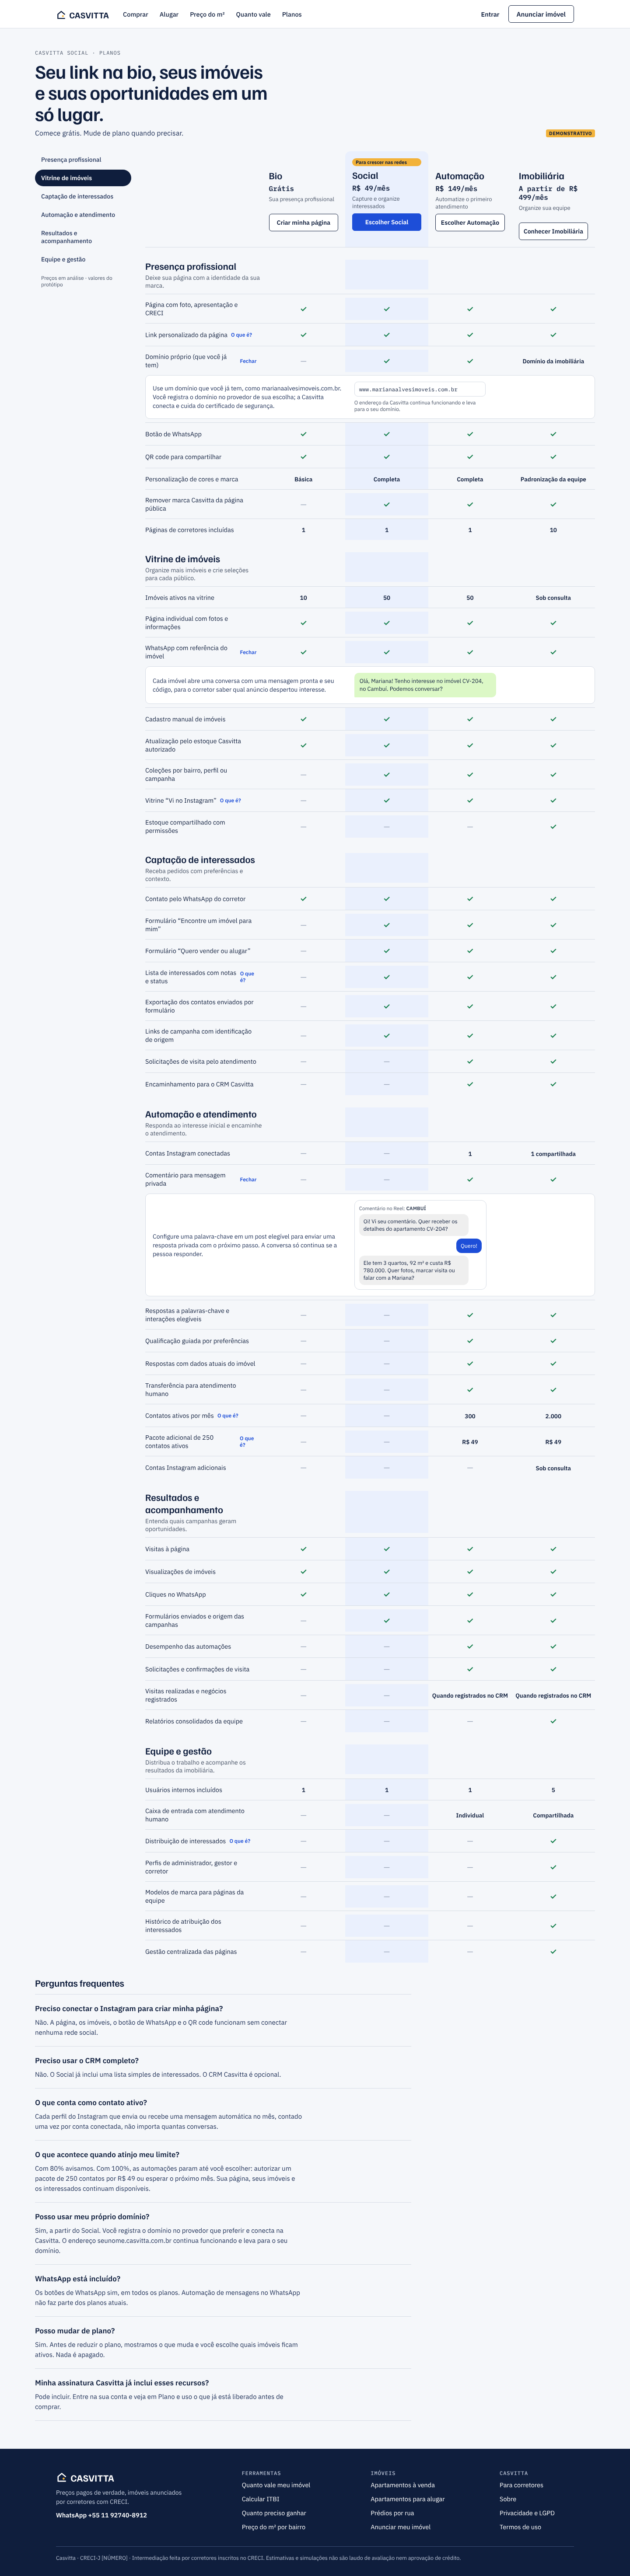 CASVITTA
Comprar
Alugar
Preço do m²
Quanto vale
Planos
Entrar
Anunciar imóvel
CASVITTA SOCIAL · PLANOS
Seu link na bio, seus imóveis
e suas oportunidades em um
só lugar.
Comece grátis. Mude de plano quando precisar.
DEMONSTRATIVO
Presença profissional
Vitrine de imóveis
Captação de interessados
Automação e atendimento
Resultados e
acompanhamento
Equipe e gestão
Preços em análise · valores do
protótipo
Bio
Grátis
Sua presença profissional
Criar minha página
Para crescer nas redes
Social
R$ 49/mês
Capture e organize
interessados
Escolher Social
Automação
R$ 149/mês
Automatize o primeiro
atendimento
Escolher Automação
Imobiliária
A partir de R$
499/mês
Organize sua equipe
Conhecer Imobiliária
Presença profissional
Deixe sua página com a identidade da sua
marca.
Página com foto, apresentação e
CRECI
✓ ✓ ✓ ✓
Link personalizado da página O que é? ✓ ✓ ✓ ✓
Domínio próprio (que você já
tem)
Fechar — ✓ ✓ Domínio da imobiliária
Use um domínio que você já tem, como marianaalvesimoveis.com.br.
Você registra o domínio no provedor de sua escolha; a Casvitta
conecta e cuida do certificado de segurança.
www.marianaalvesimoveis.com.br
O endereço da Casvitta continua funcionando e leva
para o seu domínio.
Botão de WhatsApp ✓ ✓ ✓ ✓
QR code para compartilhar ✓ ✓ ✓ ✓
Personalização de cores e marca Básica Completa Completa Padronização da equipe
Remover marca Casvitta da página
pública
— ✓ ✓ ✓
Páginas de corretores incluídas 1 1 1 10
Vitrine de imóveis
Organize mais imóveis e crie seleções
para cada público.
Imóveis ativos na vitrine 10 50 50 Sob consulta
Página individual com fotos e
informações
✓ ✓ ✓ ✓
WhatsApp com referência do
imóvel
Fechar ✓ ✓ ✓ ✓
Cada imóvel abre uma conversa com uma mensagem pronta e seu
código, para o corretor saber qual anúncio despertou interesse.
Olá, Mariana! Tenho interesse no imóvel CV-204,
no Cambuí. Podemos conversar?
Cadastro manual de imóveis ✓ ✓ ✓ ✓
Atualização pelo estoque Casvitta
autorizado
✓ ✓ ✓ ✓
Coleções por bairro, perfil ou
campanha
— ✓ ✓ ✓
Vitrine “Vi no Instagram” O que é? — ✓ ✓ ✓
Estoque compartilhado com
permissões
— — — ✓
Captação de interessados
Receba pedidos com preferências e
contexto.
Contato pelo WhatsApp do corretor ✓ ✓ ✓ ✓
Formulário “Encontre um imóvel para
mim”
— ✓ ✓ ✓
Formulário “Quero vender ou alugar” — ✓ ✓ ✓
Lista de interessados com notas
e status
O que
é?
— ✓ ✓ ✓
Exportação dos contatos enviados por
formulário
— ✓ ✓ ✓
Links de campanha com identificação
de origem
— ✓ ✓ ✓
Solicitações de visita pelo atendimento — — ✓ ✓
Encaminhamento para o CRM Casvitta — — ✓ ✓
Automação e atendimento
Responda ao interesse inicial e encaminhe
o atendimento.
Contas Instagram conectadas — — 1 1 compartilhada
Comentário para mensagem
privada
Fechar — — ✓ ✓
Configure uma palavra-chave em um post elegível para enviar uma
resposta privada com o próximo passo. A conversa só continua se a
pessoa responder.
Comentário no Reel: CAMBUÍ
Oi! Vi seu comentário. Quer receber os
detalhes do apartamento CV-204?
Quero!
Ele tem 3 quartos, 92 m² e custa R$
780.000. Quer fotos, marcar visita ou
falar com a Mariana?
Respostas a palavras-chave e
interações elegíveis
— — ✓ ✓
Qualificação guiada por preferências — — ✓ ✓
Respostas com dados atuais do imóvel — — ✓ ✓
Transferência para atendimento
humano
— — ✓ ✓
Contatos ativos por mês O que é? — — 300 2.000
Pacote adicional de 250
contatos ativos
O que
é?
— — R$ 49 R$ 49
Contas Instagram adicionais — — — Sob consulta
Resultados e
acompanhamento
Entenda quais campanhas geram
oportunidades.
Visitas à página ✓ ✓ ✓ ✓
Visualizações de imóveis ✓ ✓ ✓ ✓
Cliques no WhatsApp ✓ ✓ ✓ ✓
Formulários enviados e origem das
campanhas
— ✓ ✓ ✓
Desempenho das automações — — ✓ ✓
Solicitações e confirmações de visita — — ✓ ✓
Visitas realizadas e negócios
registrados
— — Quando registrados no CRM Quando registrados no CRM
Relatórios consolidados da equipe — — — ✓
Equipe e gestão
Distribua o trabalho e acompanhe os
resultados da imobiliária.
Usuários internos incluídos 1 1 1 5
Caixa de entrada com atendimento
humano
— — Individual Compartilhada
Distribuição de interessados O que é? — — — ✓
Perfis de administrador, gestor e
corretor
— — — ✓
Modelos de marca para páginas da
equipe
— — — ✓
Histórico de atribuição dos
interessados
— — — ✓
Gestão centralizada das páginas — — — ✓
Perguntas frequentes
Preciso conectar o Instagram para criar minha página?
Não. A página, os imóveis, o botão de WhatsApp e o QR code funcionam sem conectar
nenhuma rede social.
Preciso usar o CRM completo?
Não. O Social já inclui uma lista simples de interessados. O CRM Casvitta é opcional.
O que conta como contato ativo?
Cada perfil do Instagram que envia ou recebe uma mensagem automática no mês, contado
uma vez por conta conectada, não importa quantas conversas.
O que acontece quando atinjo meu limite?
Com 80% avisamos. Com 100%, as automações param até você escolher: autorizar um
pacote de 250 contatos por R$ 49 ou esperar o próximo mês. Sua página, seus imóveis e
os interessados continuam disponíveis.
Posso usar meu próprio domínio?
Sim, a partir do Social. Você registra o domínio no provedor que preferir e conecta na
Casvitta. O endereço seunome.casvitta.com.br continua funcionando e leva para o seu
domínio.
WhatsApp está incluído?
Os botões de WhatsApp sim, em todos os planos. Automação de mensagens no WhatsApp
não faz parte dos planos atuais.
Posso mudar de plano?
Sim. Antes de reduzir o plano, mostramos o que muda e você escolhe quais imóveis ficam
ativos. Nada é apagado.
Minha assinatura Casvitta já inclui esses recursos?
Pode incluir. Entre na sua conta e veja em Plano e uso o que já está liberado antes de
comprar.
CASVITTA
Preços pagos de verdade, imóveis anunciados
por corretores com CRECI.
WhatsApp +55 11 92740-8912
FERRAMENTAS
Quanto vale meu imóvel
Calcular ITBI
Quanto preciso ganhar
Preço do m² por bairro
IMÓVEIS
Apartamentos à venda
Apartamentos para alugar
Prédios por rua
Anunciar meu imóvel
CASVITTA
Para corretores
Sobre
Privacidade e LGPD
Termos de uso
Casvitta · CRECI-J [NÚMERO] · Intermediação feita por corretores inscritos no CRECI. Estimativas e simulações não são laudo de avaliação nem aprovação de crédito.